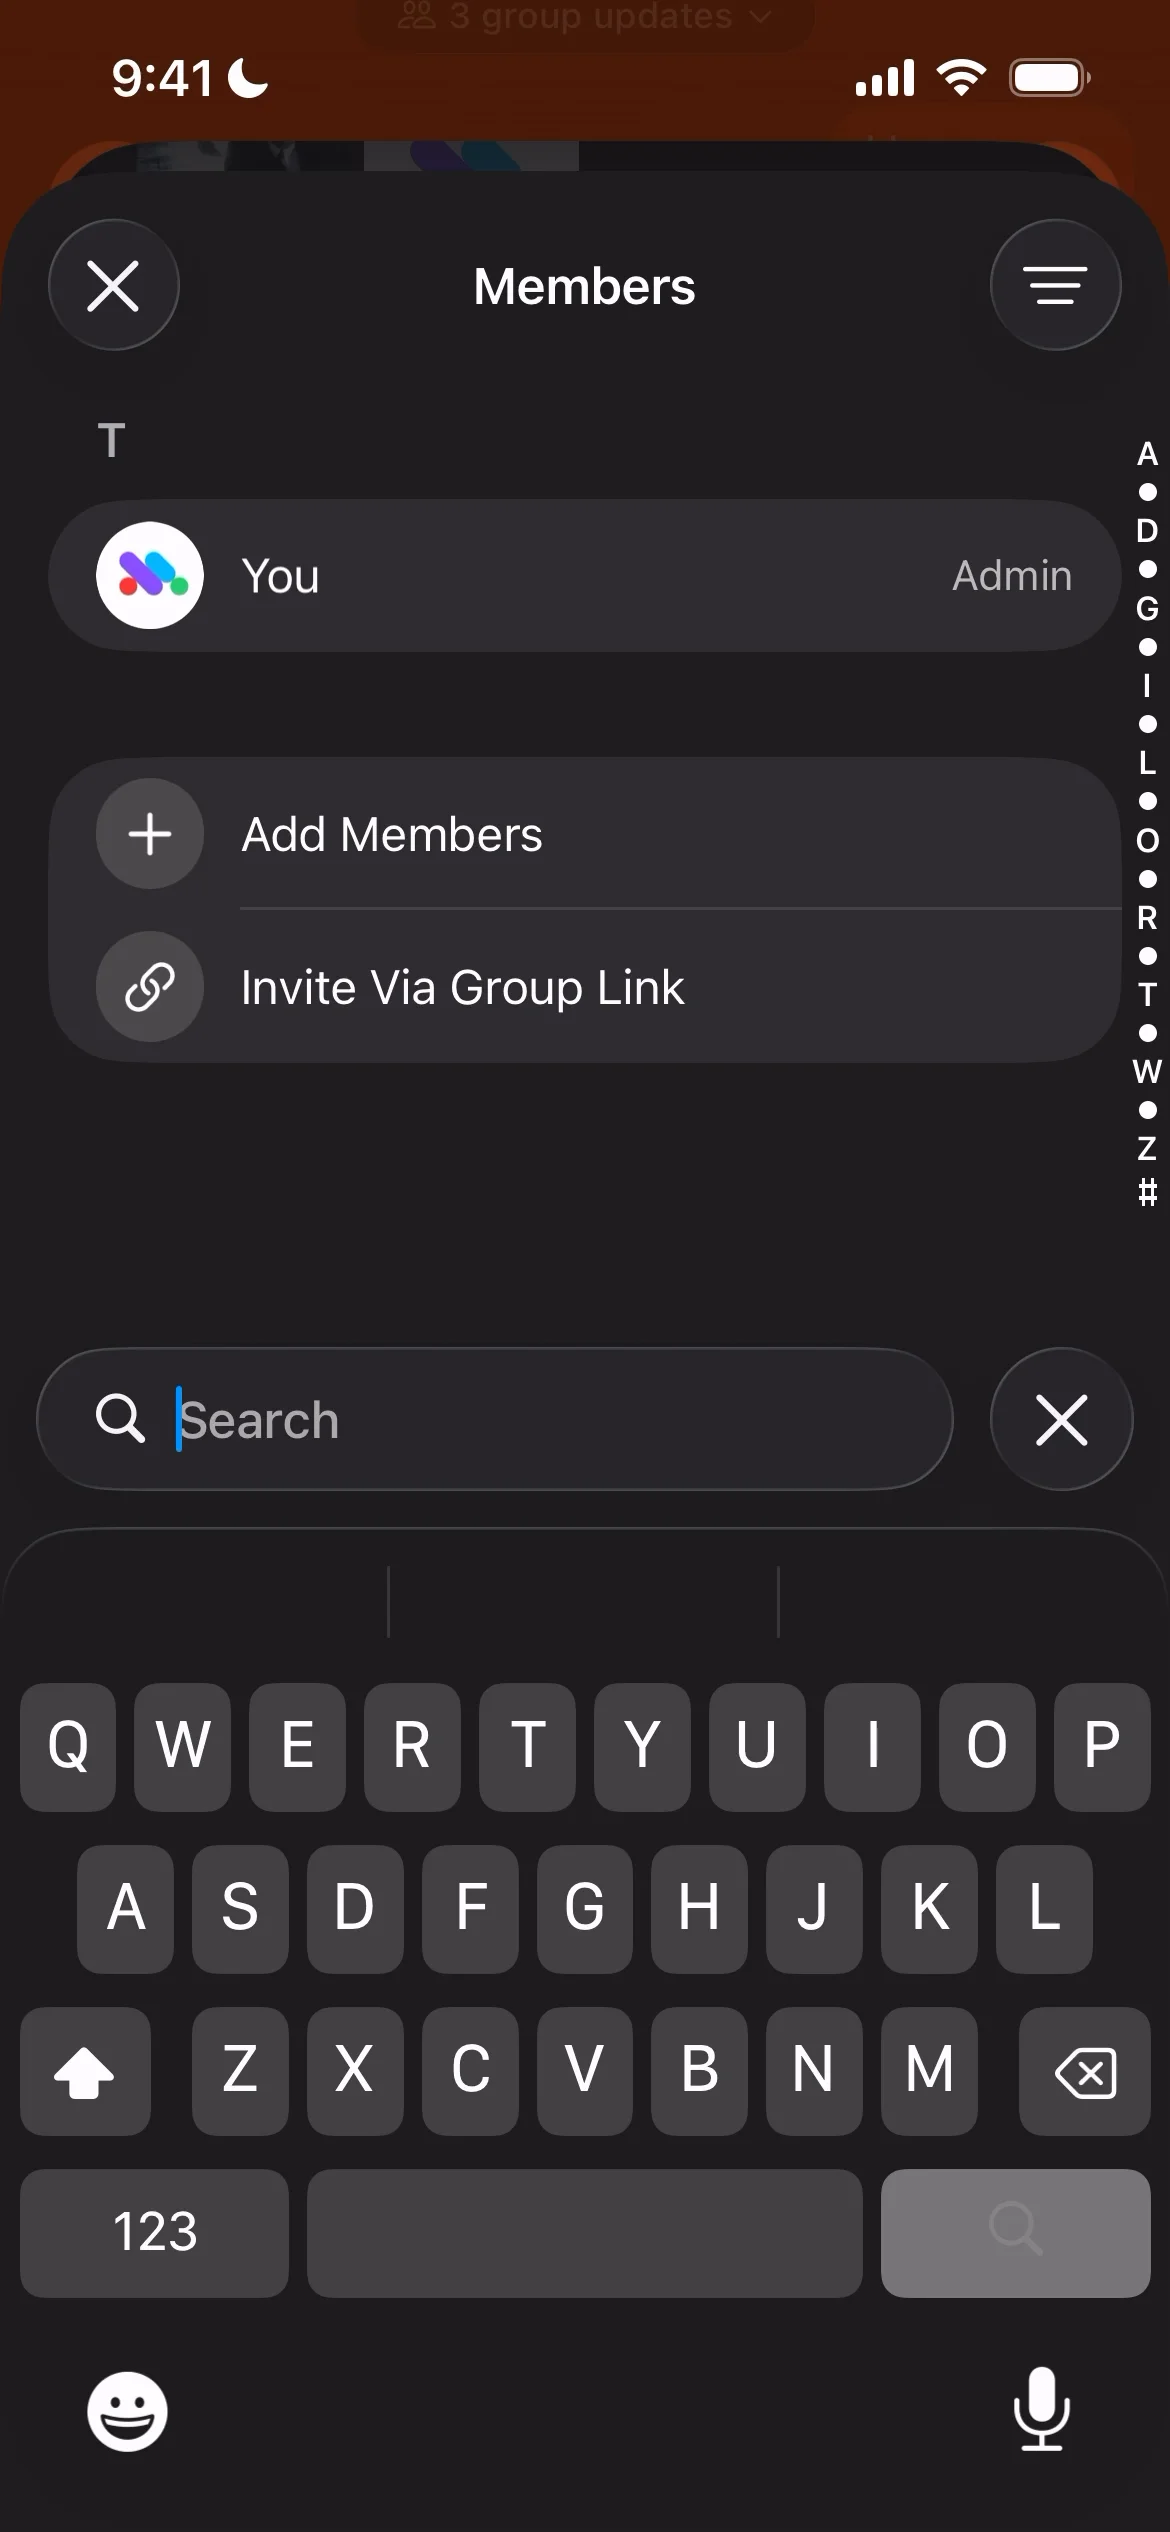 3 group updates
9:41
Members
T
You
Admin
Add Members
Invite Via Group Link
A
D
G
I
L
O
R
T
W
Z
#
Search
Q W E R T Y U I O P
A S D F G H J K L
Z X C V B N M
123